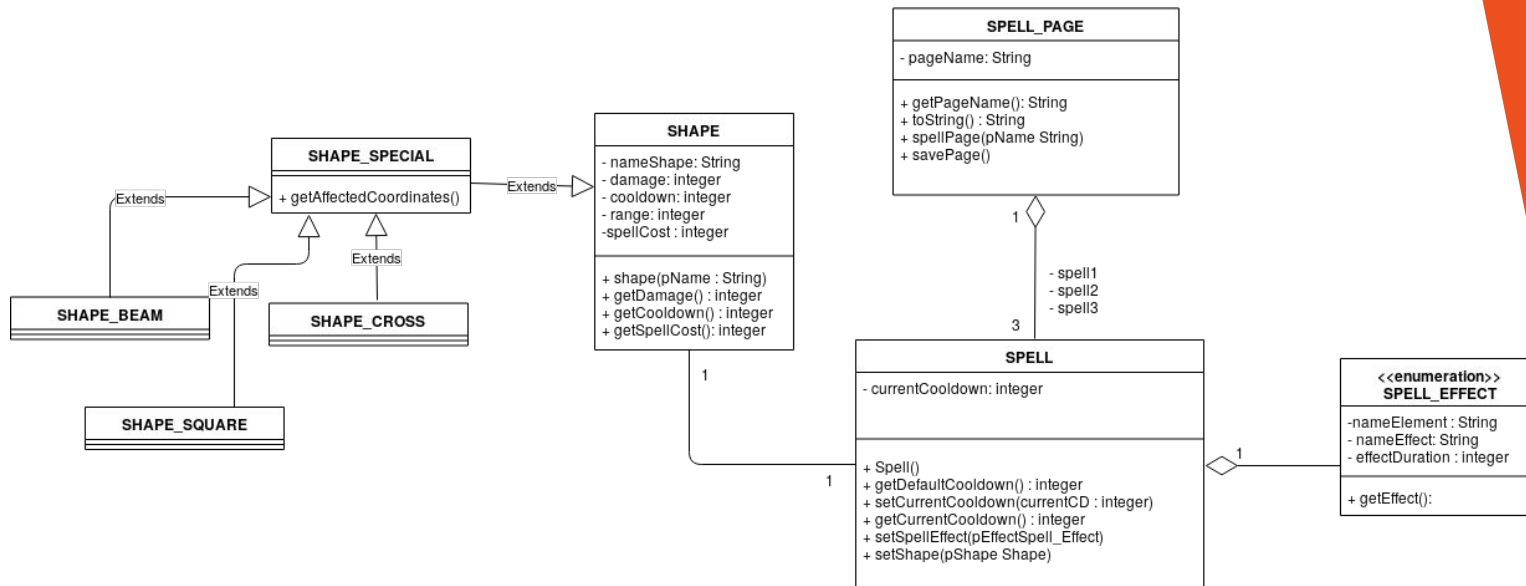 SPELL_PAGE
- pageName: String
+ getPageName(): String
+ toString() : String
+ spellPage(pName String)
+ savePage()
SHAPE
- nameShape: String
- damage: integer
- cooldown: integer
- range: integer
-spellCost : integer
+ shape(pName : String)
+ getDamage() : integer
+ getCooldown() : integer
+ getSpellCost(): integer
SHAPE_SPECIAL
+ getAffectedCoordinates()
Extends
Extends
Extends
Extends
SHAPE_BEAM
SHAPE_CROSS
SHAPE_SQUARE
1
- spell1
- spell2
- spell3
3
1
1
SPELL
- currentCooldown: integer
+ Spell()
+ getDefaultCooldown() : integer
+ setCurrentCooldown(currentCD : integer)
+ getCurrentCooldown() : integer
+ setSpellEffect(pEffectSpell_Effect)
+ setShape(pShape Shape)
1
<<enumeration>>
SPELL_EFFECT
-nameElement : String
- nameEffect: String
- effectDuration : integer
+ getEffect():